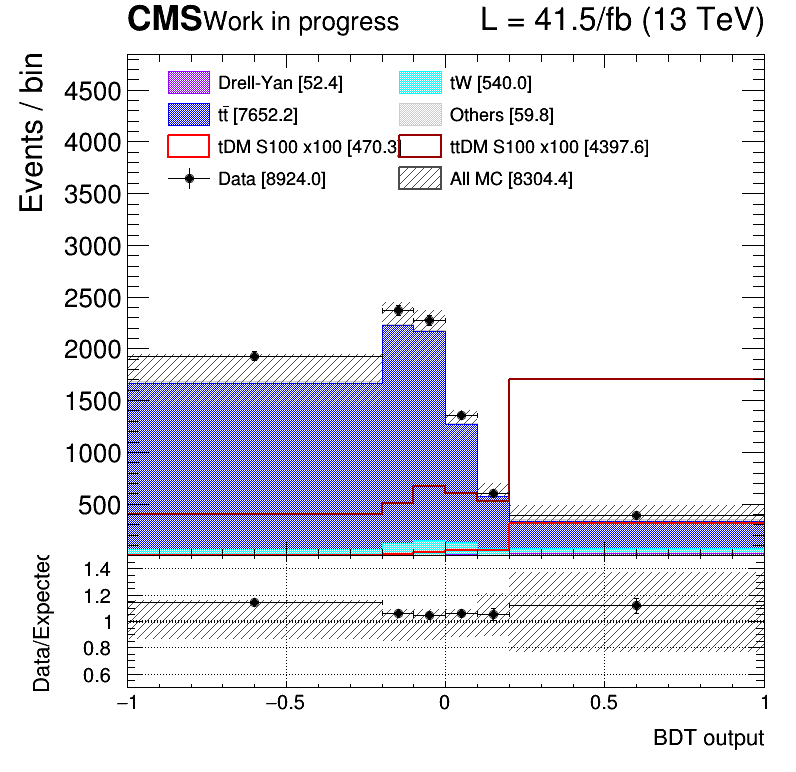 CMS Work in progress L = 41.5/fb (13 TeV)
Events / bin
4500
4000
3500
3000
2500
2000
1500
1000
500
Drell-Yan [52.4] tW [540.0]
tt̄ [7652.2] Others [59.8]
tDM S100 x100 [470.3] ttDM S100 x100 [4397.6]
Data [8924.0] All MC [8304.4]
Data/Expected
1.4
1.2
1
0.8
0.6
−1 −0.5 0 0.5 1
BDT output